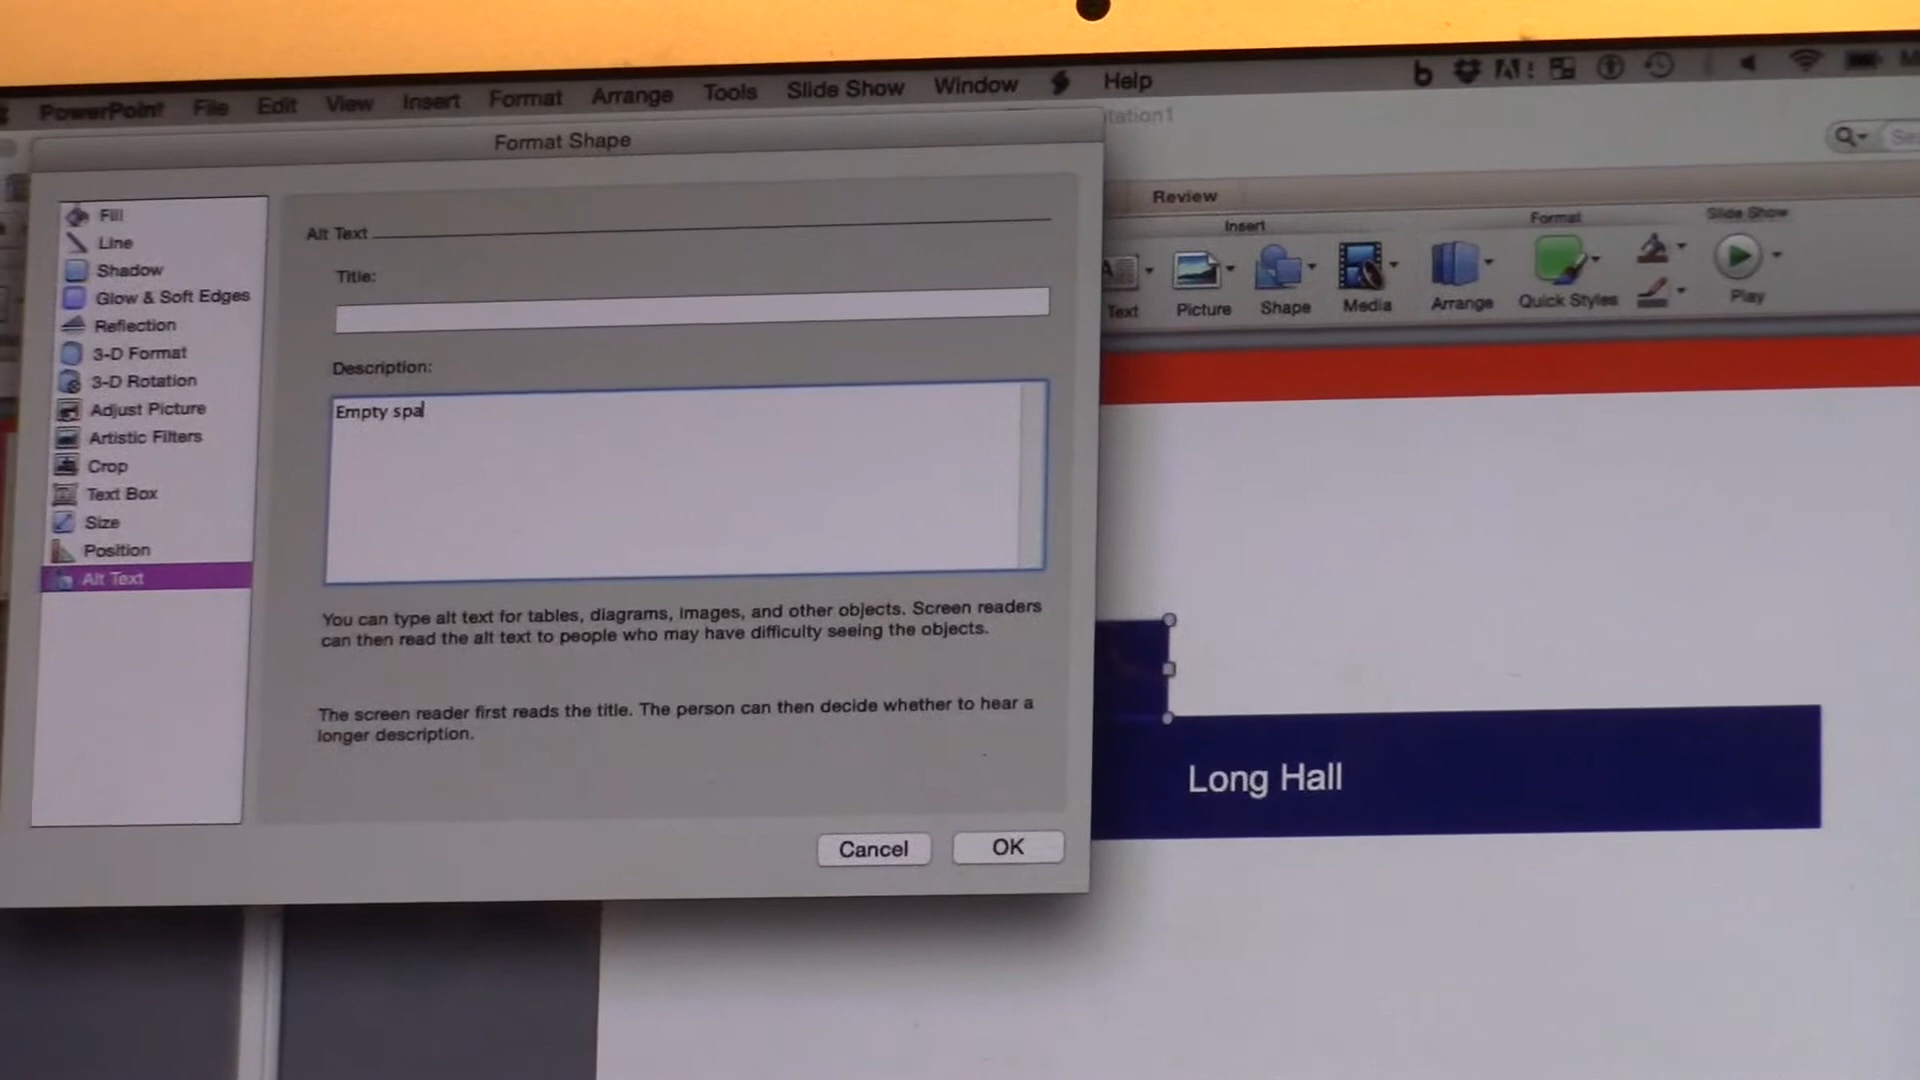 PowerPoint File Edit View Insert Format Arrange Tools Slide Show Window Help
Format Shape
tation1
Fill
Line
Shadow
Glow & Soft Edges
Reflection
3-D Format
3-D Rotation
Adjust Picture
Artistic Filters
Crop
Text Box
Size
Position
Alt Text
Alt Text
Title:
Description:
Empty spa
You can type alt text for tables, diagrams, images, and other objects. Screen readers
can then read the alt text to people who may have difficulty seeing the objects.
The screen reader first reads the title. The person can then decide whether to hear a
longer description.
Cancel OK
Review
Insert Format Slide Show
Text Picture Shape Media Arrange Quick Styles Play
Long Hall